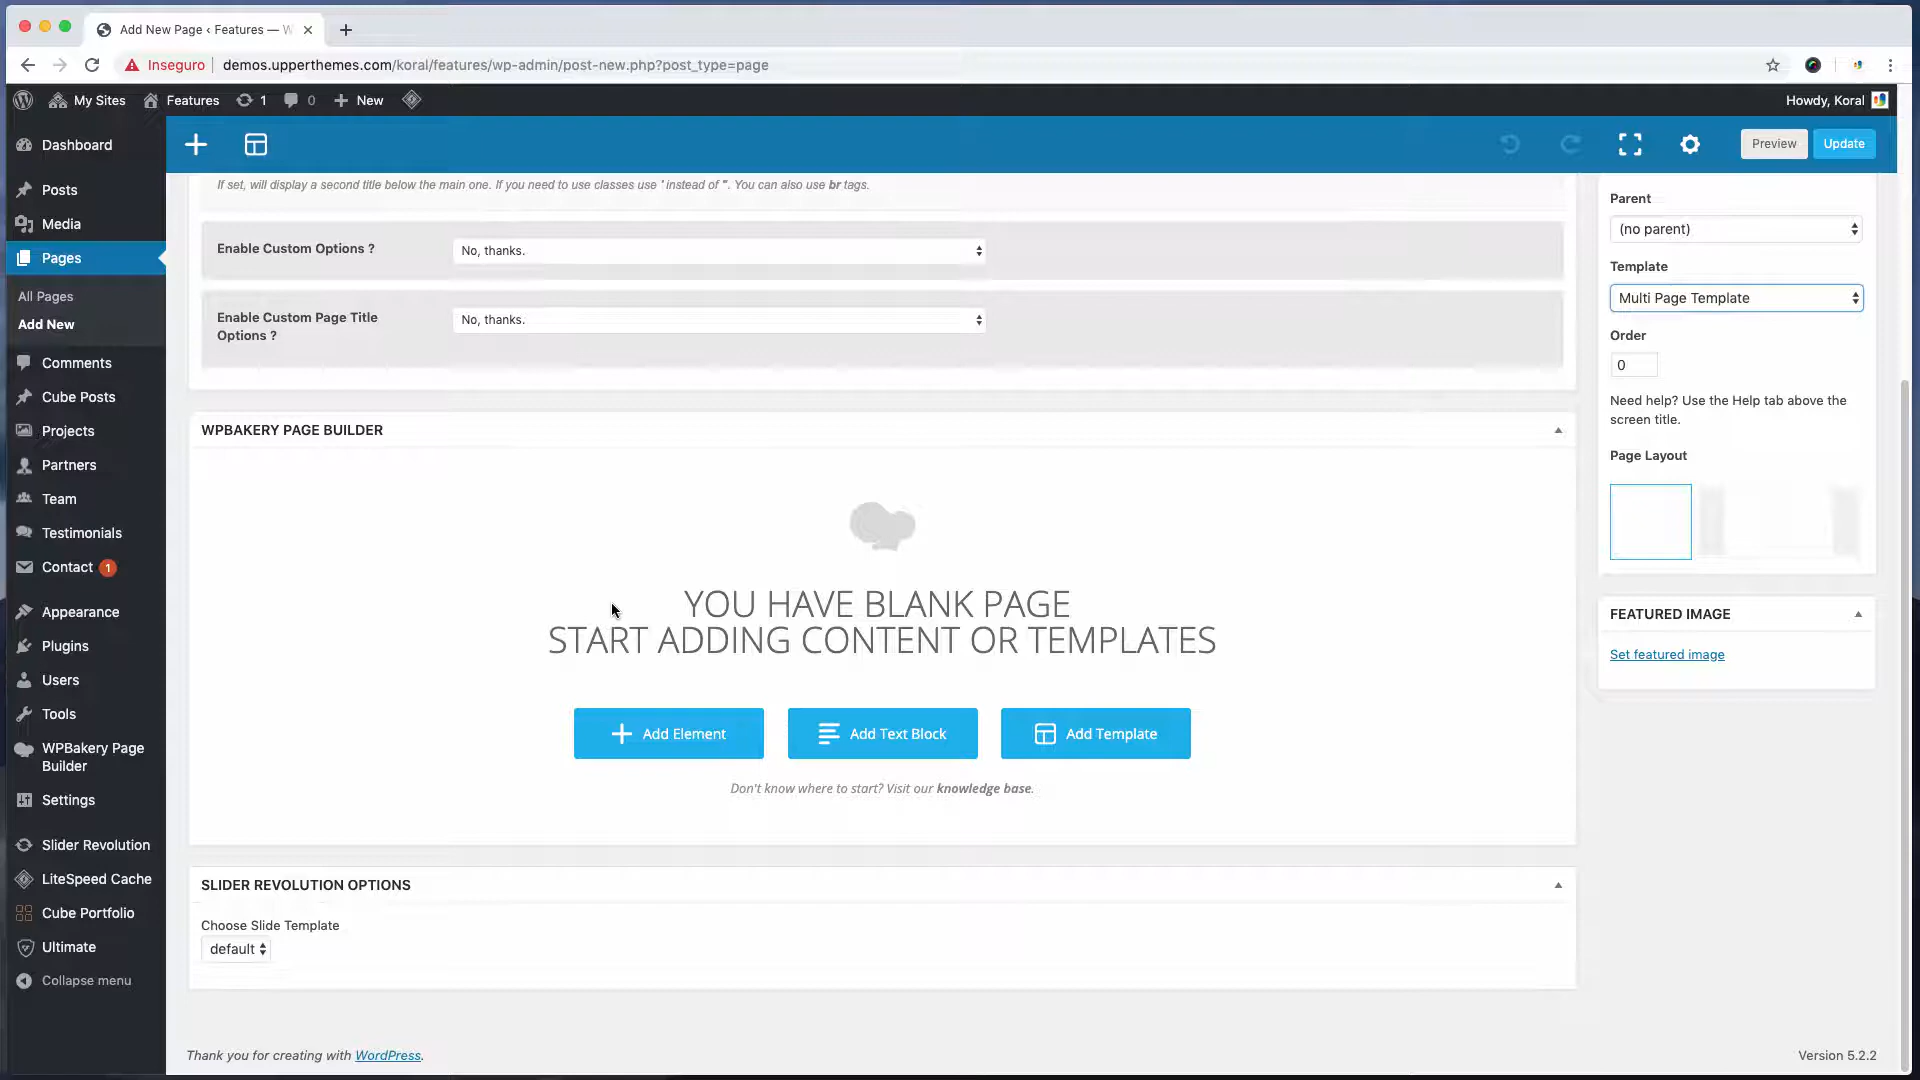 Add New Page ‹ Features — W
Inseguro
demos.upperthemes.com/koral/features/wp-admin/post-new.php?post_type=page
My Sites
Features
1
0
New
Howdy, Koral
Dashboard
Posts
Media
Pages
All Pages
Add New
Comments
Cube Posts
Projects
Partners
Team
Testimonials
Contact 1
Appearance
Plugins
Users
Tools
WPBakery Page
Builder
Settings
Slider Revolution
LiteSpeed Cache
Cube Portfolio
Ultimate
Collapse menu
Preview
Update
If set, will display a second title below the main one. If you need to use classes use ' instead of ". You can also use br tags.
Enable Custom Options ?
No, thanks.
Enable Custom Page Title
Options ?
No, thanks.
WPBAKERY PAGE BUILDER
YOU HAVE BLANK PAGE
START ADDING CONTENT OR TEMPLATES
Add Element
Add Text Block
Add Template
Don't know where to start? Visit our knowledge base.
SLIDER REVOLUTION OPTIONS
Choose Slide Template
default
Parent
(no parent)
Template
Multi Page Template
Order
0
Need help? Use the Help tab above the
screen title.
Page Layout
FEATURED IMAGE
Set featured image
Thank you for creating with WordPress.
Version 5.2.2